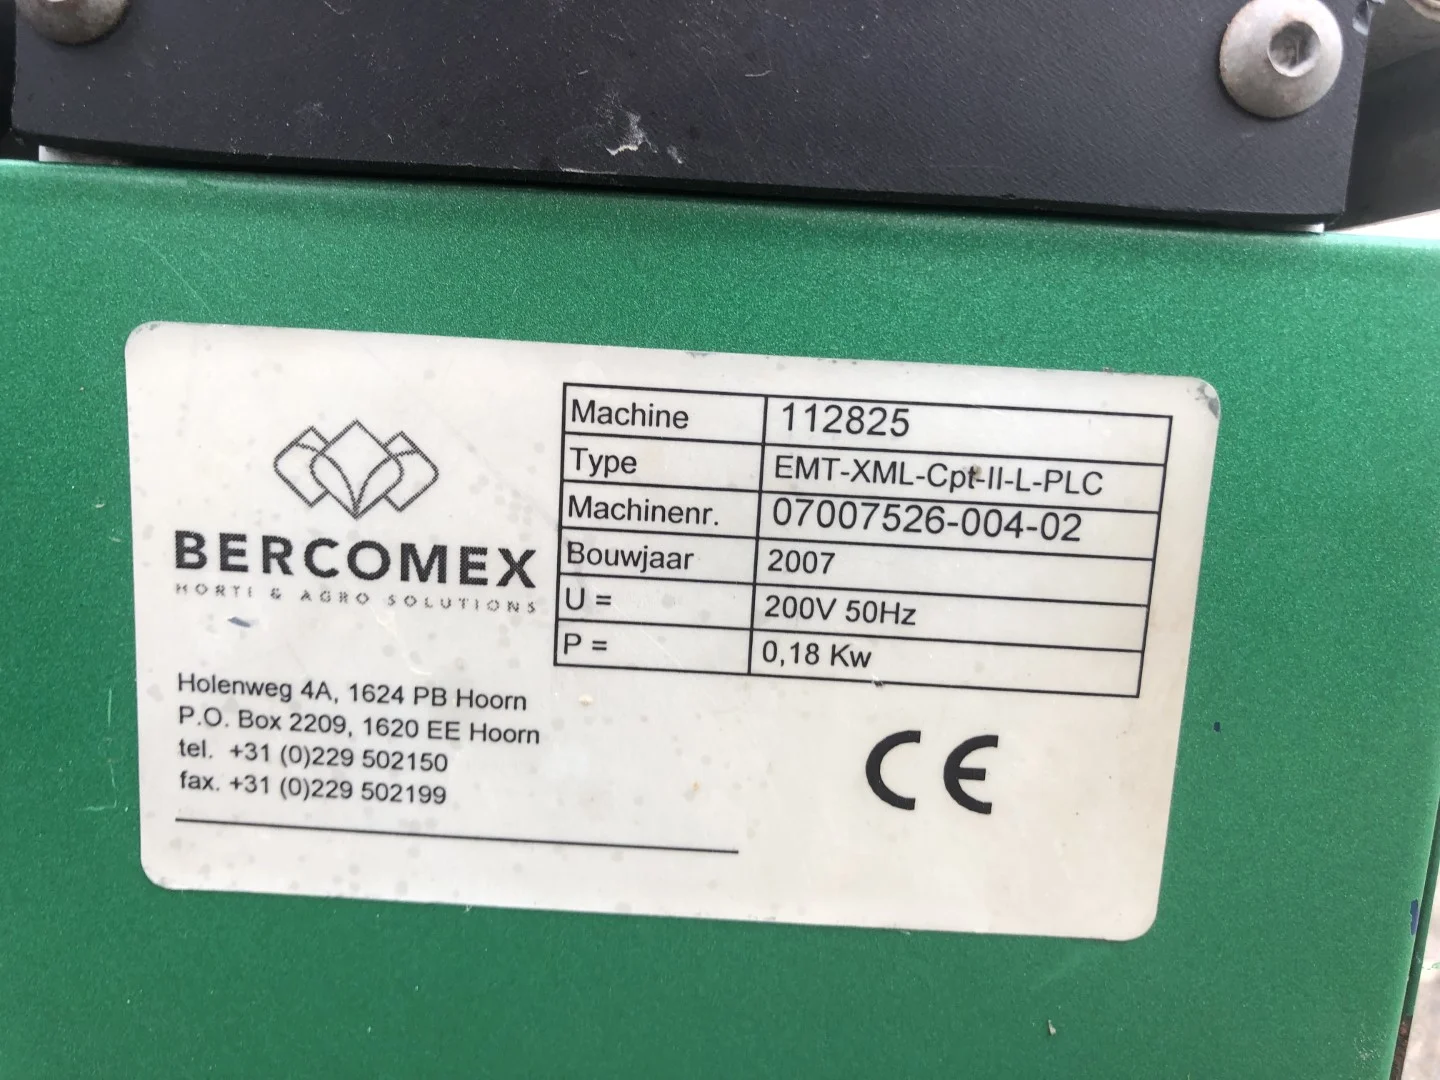 BERCOMEX
HORTI & AGRO SOLUTIONS
Machine 112825
Type EMT-XML-Cpt-II-L-PLC
Machinenr. 07007526-004-02
Bouwjaar 2007
U = 200V 50Hz
P = 0,18 Kw
Holenweg 4A, 1624 PB Hoorn
P.O. Box 2209, 1620 EE Hoorn
tel. +31 (0)229 502150
fax. +31 (0)229 502199
CE